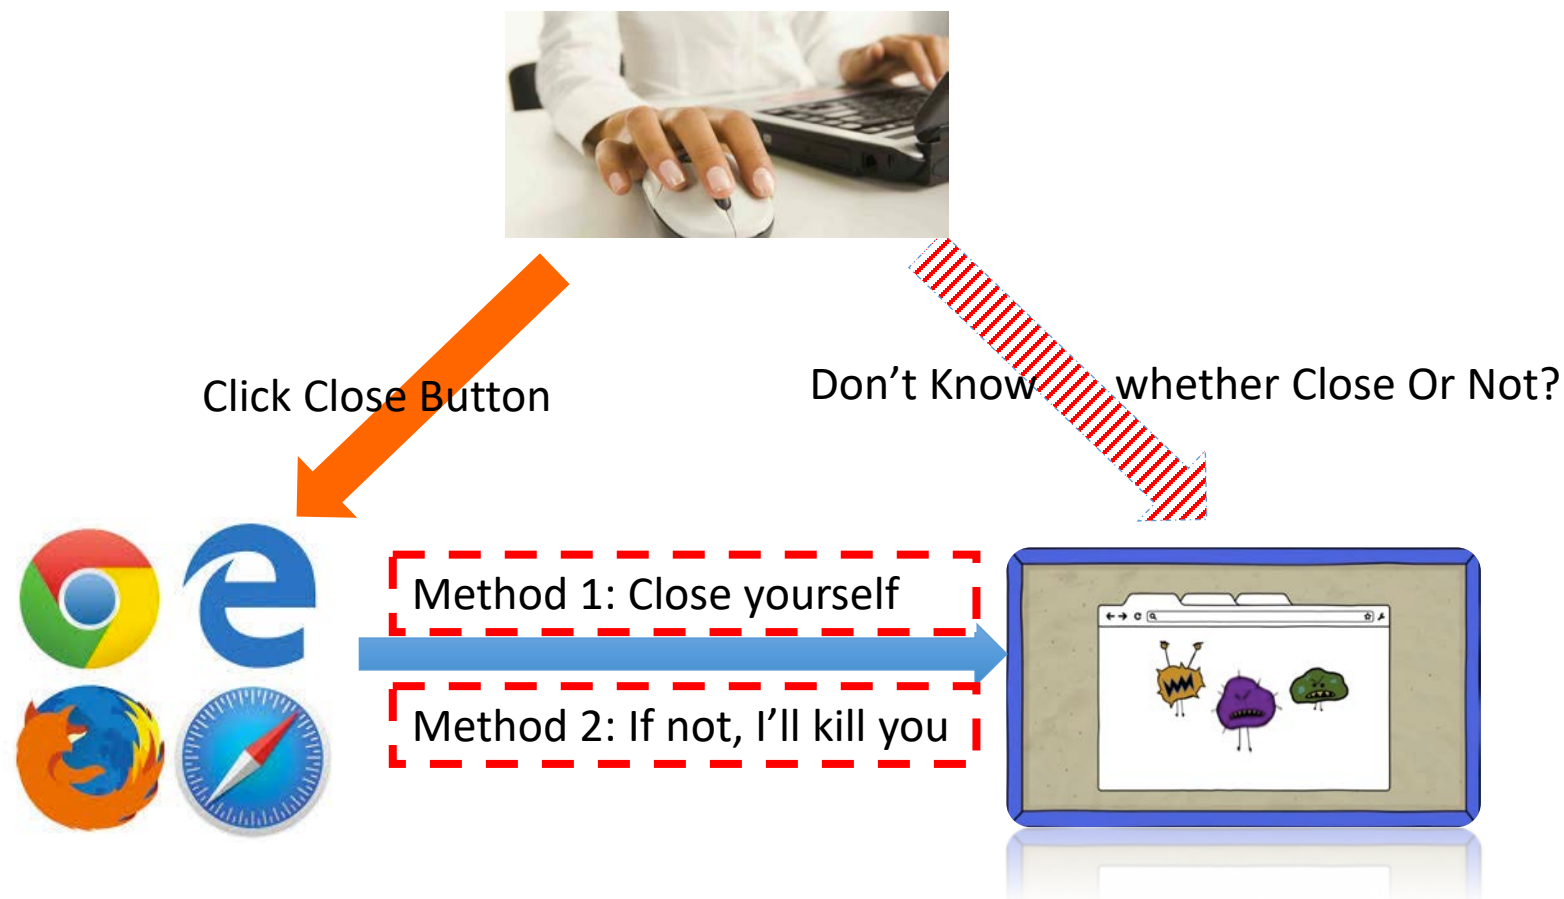 Click Close Button
Don't Know whether Close Or Not?
Method 1: Close yourself
Method 2: If not, I'll kill you